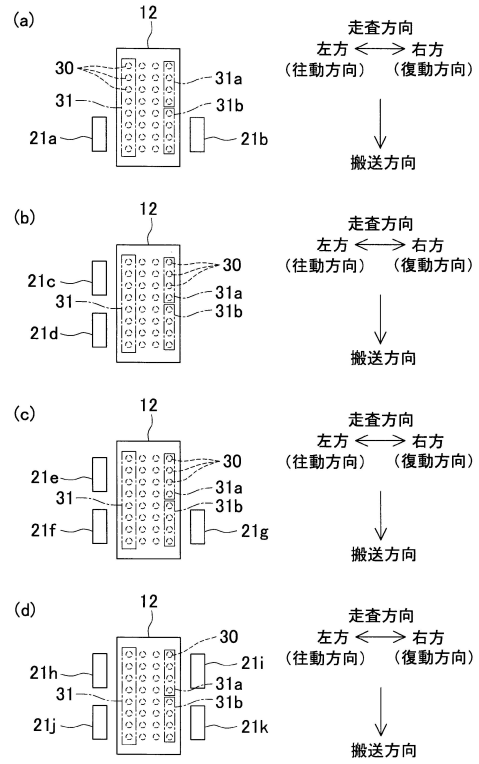 (a)
12
走査方向
左方 右方
(往動方向) (復動方向)
30
31a
31
31b
21a
21b
搬送方向
(b)
12
走査方向
左方 右方
(往動方向) (復動方向)
30
21c
31a
31
31b
21d
搬送方向
(c)
12
走査方向
左方 右方
(往動方向) (復動方向)
30
21e
31a
31
31b
21f
21g
搬送方向
(d)
12
走査方向
左方 右方
(往動方向) (復動方向)
30
21h
21i
31a
31
31b
21j
21k
搬送方向